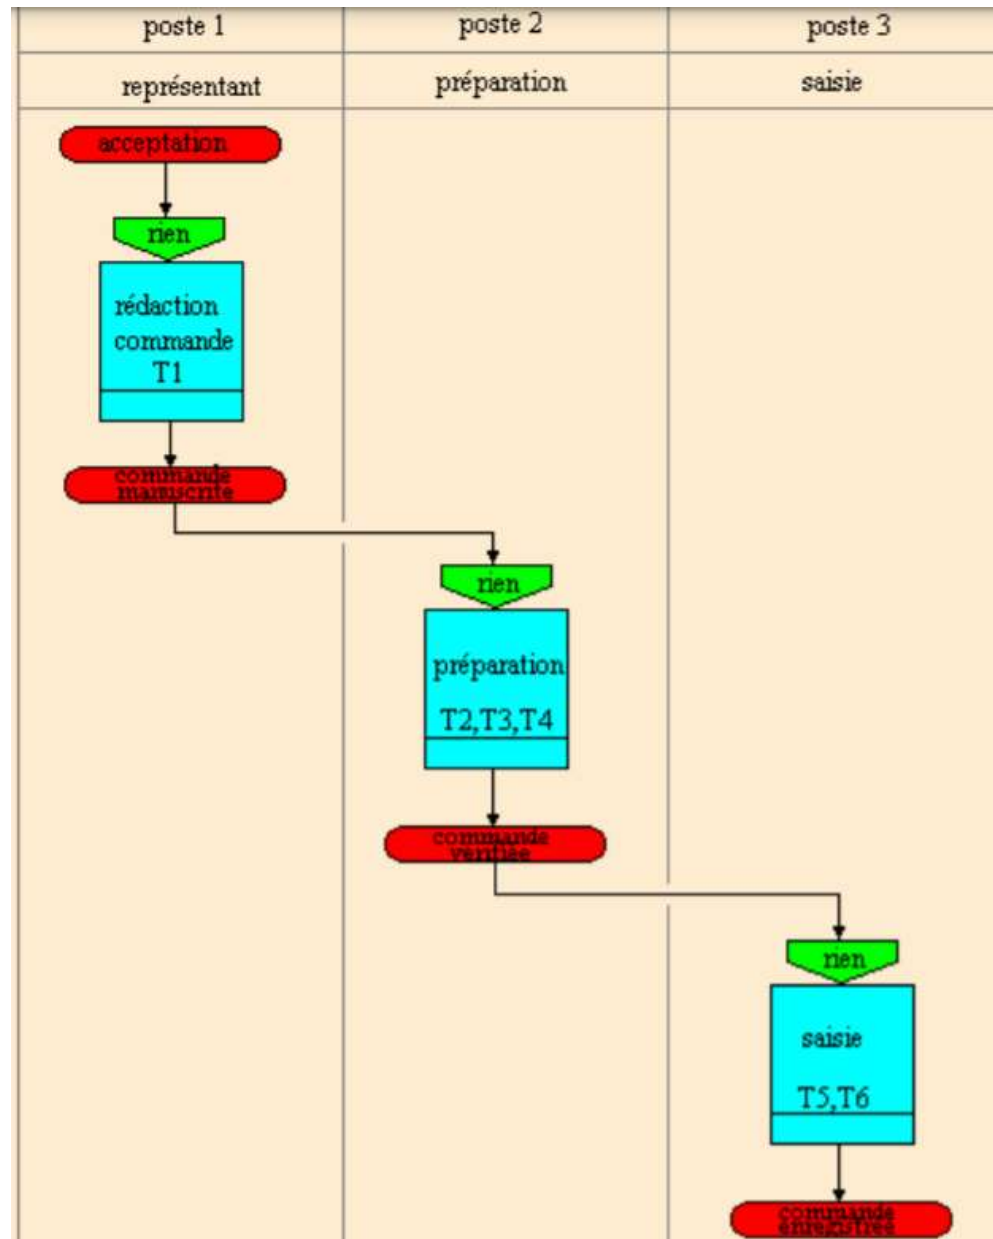 poste 1
poste 2
poste 3
représentant
préparation
saisie
acceptation
rien
rédaction
commande
T1
commande
manuscrite
rien
préparation
T2,T3,T4
commande
vérifiée
rien
saisie
T5,T6
commande
enregistrée